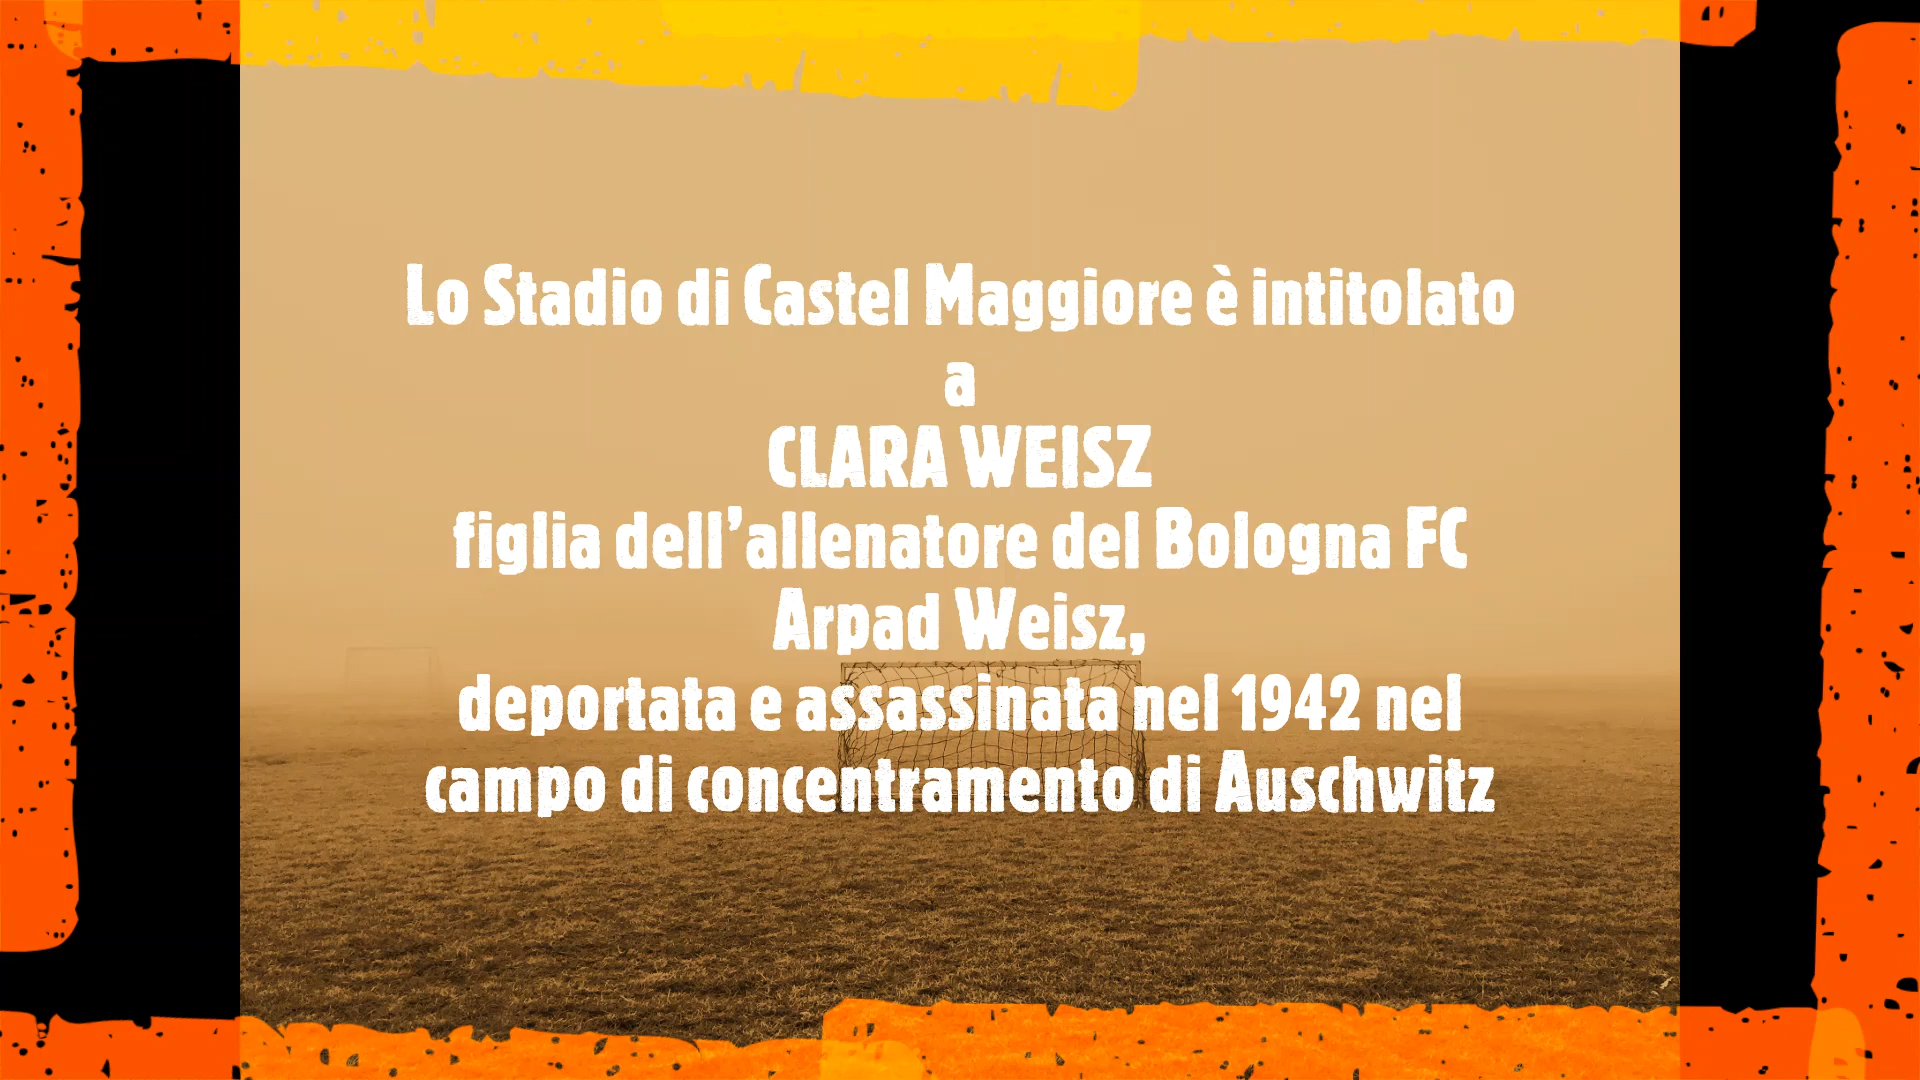 Lo Stadio di Castel Maggiore è intitolato
a
CLARA WEISZ
figlia dell'allenatore del Bologna FC
Arpad Weisz,
deportata e assassinata nel 1942 nel
campo di concentramento di Auschwitz